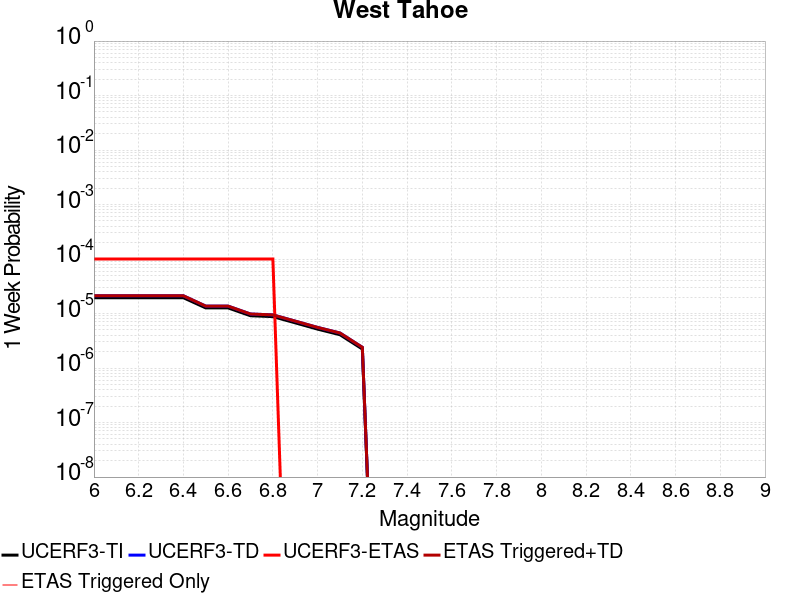 West Tahoe
10^0
10^-1
10^-2
10^-3
10^-4
10^-5
10^-6
10^-7
10^-8
1 Week Probability
6 6.2 6.4 6.6 6.8 7 7.2 7.4 7.6 7.8 8 8.2 8.4 8.6 8.8 9
Magnitude
UCERF3-TI UCERF3-TD UCERF3-ETAS ETAS Triggered+TD
ETAS Triggered Only